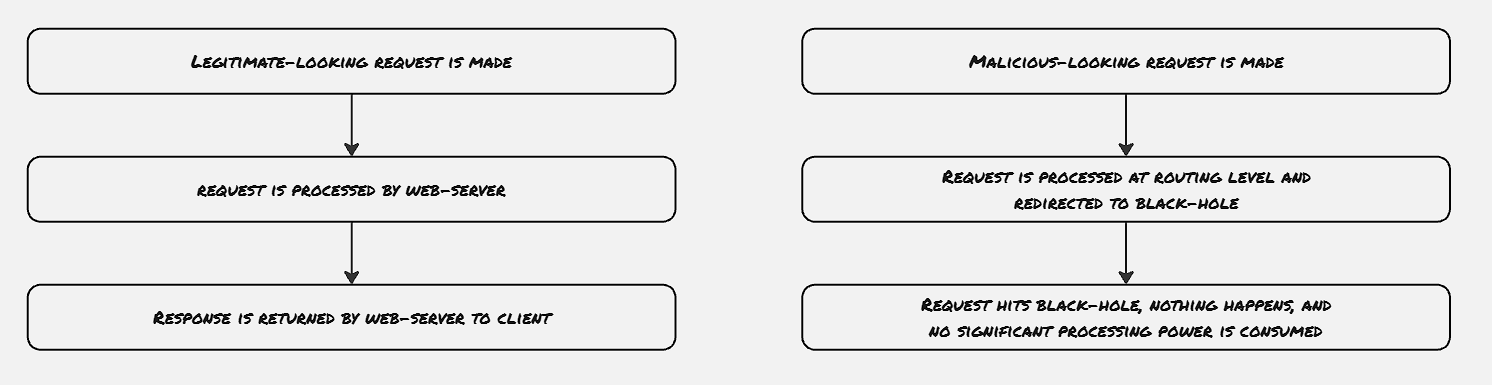 Legitimate-looking request is made
request is processed by web-server
Response is returned by web-server to client
Malicious-looking request is made
Request is processed at routing level and
redirected to black-hole
Request hits black-hole, nothing happens, and
no significant processing power is consumed